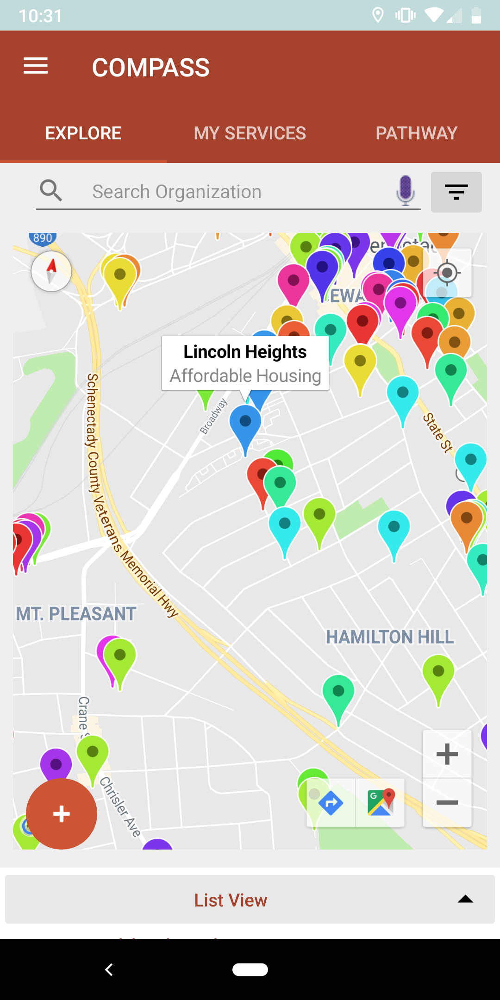 10:31
COMPASS
EXPLORE
MY SERVICES
PATHWAY
Search Organization
890
EWA
Lincoln Heights
Affordable Housing
Broadway
Schenectady County Veterans Memorial Hwy
State St
MT. PLEASANT
HAMILTON HILL
Crane S
Chrisler Ave
G
List View